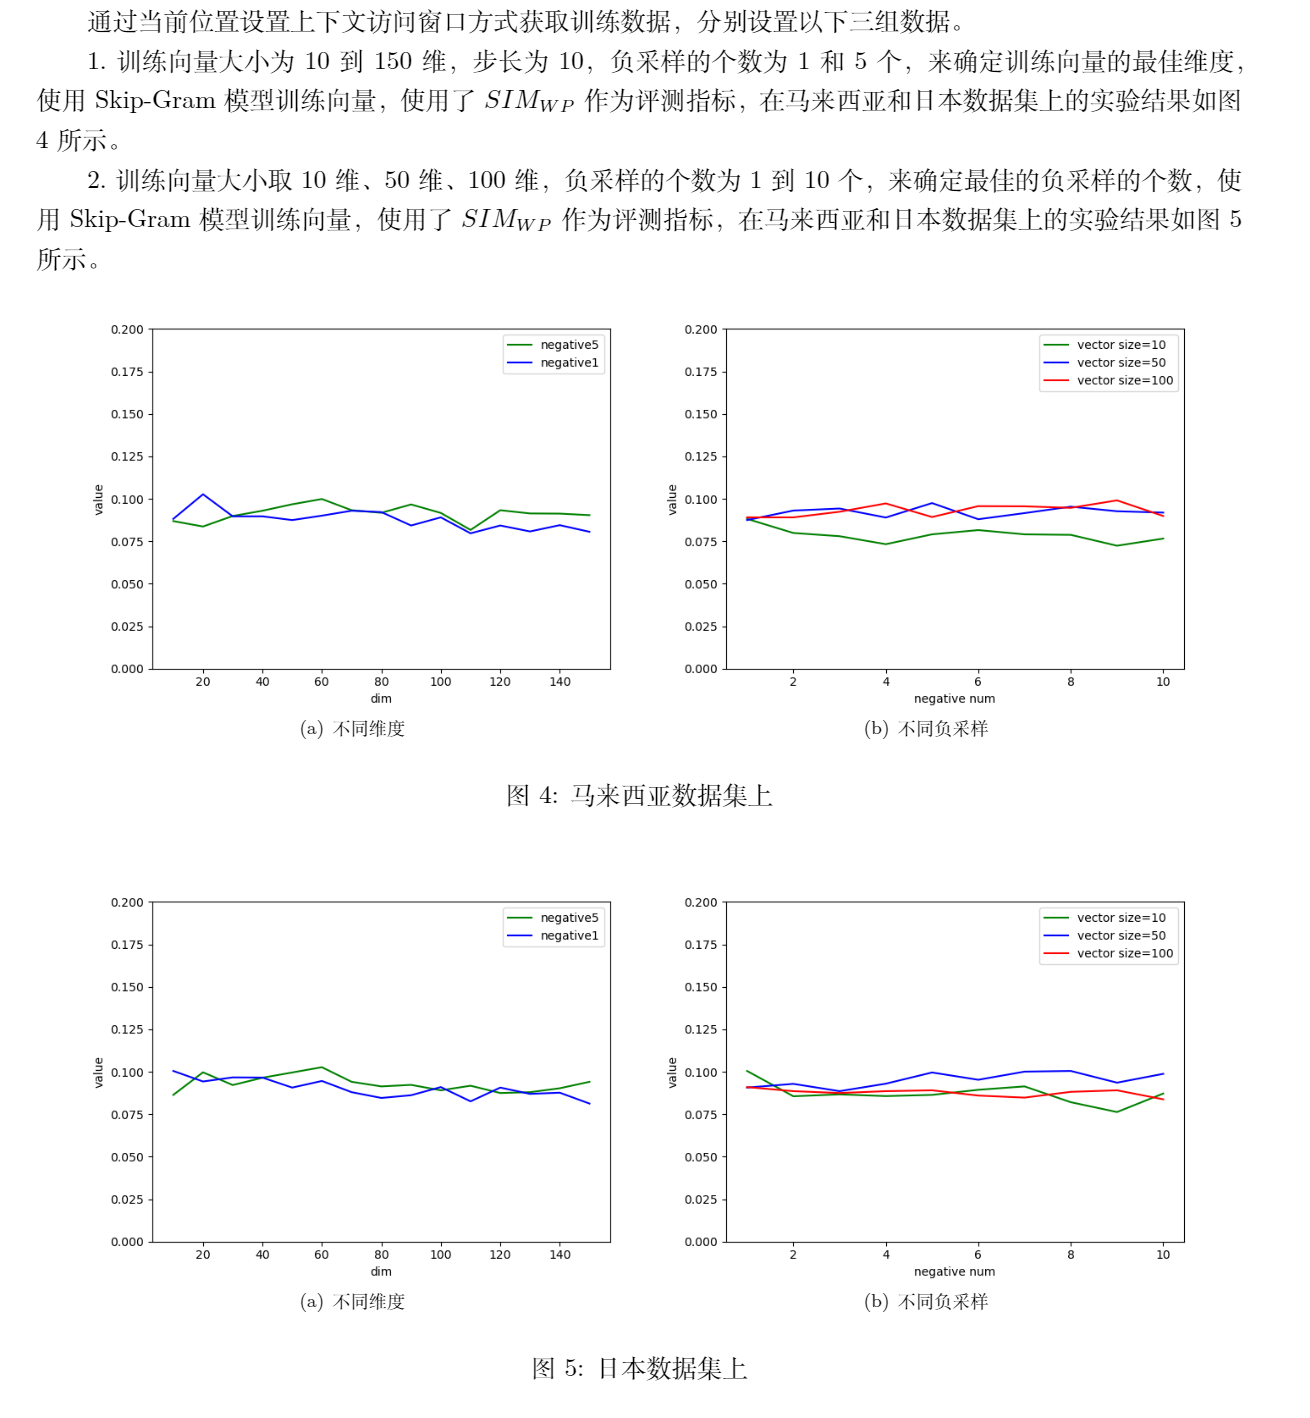 通过当前位置设置上下文访问窗口方式获取训练数据，分别设置以下三组数据。
1. 训练向量大小为 10 到 150 维，步长为 10，负采样的个数为 1 和 5 个，来确定训练向量的最佳维度，
使用 Skip-Gram 模型训练向量，使用了 SIM_WP 作为评测指标，在马来西亚和日本数据集上的实验结果如图
4 所示。
2. 训练向量大小取 10 维、50 维、100 维，负采样的个数为 1 到 10 个，来确定最佳的负采样的个数，使
用 Skip-Gram 模型训练向量，使用了 SIM_WP 作为评测指标，在马来西亚和日本数据集上的实验结果如图 5
所示。
0.200
0.175
0.150
0.125
0.100
0.075
0.050
0.025
0.000
value
negative5
negative1
20 40 60 80 100 120 140
dim
(a) 不同维度
0.200
0.175
0.150
0.125
0.100
0.075
0.050
0.025
0.000
value
vector size=10
vector size=50
vector size=100
2 4 6 8 10
negative num
(b) 不同负采样
图 4: 马来西亚数据集上
0.200
0.175
0.150
0.125
0.100
0.075
0.050
0.025
0.000
value
negative5
negative1
20 40 60 80 100 120 140
dim
(a) 不同维度
0.200
0.175
0.150
0.125
0.100
0.075
0.050
0.025
0.000
value
vector size=10
vector size=50
vector size=100
2 4 6 8 10
negative num
(b) 不同负采样
图 5: 日本数据集上